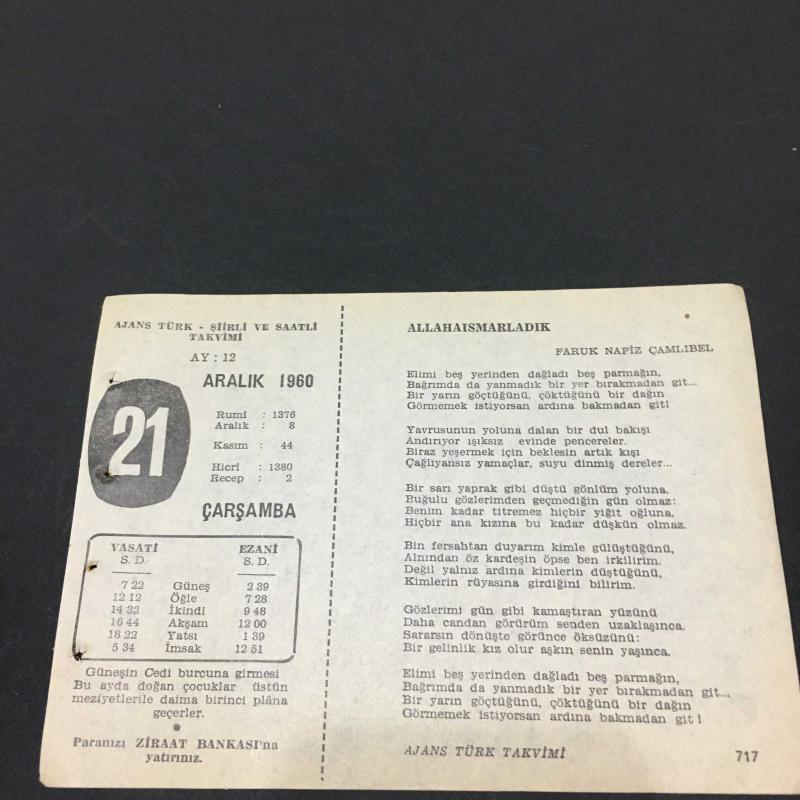 AJANS TÜRK - ŞİİRLİ VE SAATLİ
TAKVİMİ
AY : 12
ARALIK 1960
21
Rumî : 1376
Aralık : 8
Kasım : 44
Hicrî : 1380
Recep : 2
ÇARŞAMBA
VASATİ EZANİ
S. D. S. D.
7 22 Güneş 2 39
12 12 Öğle 7 28
14 32 İkindi 9 48
16 44 Akşam 12 00
18 22 Yatsı 1 39
5 34 İmsak 12 51
Güneşin Cedi burcuna girmesi
Bu ayda doğan çocuklar üstün
meziyetlerile daima birinci plâna
geçerler.
Paranızı ZİRAAT BANKASI'na
yatırınız.
ALLAHAISMARLADIK
FARUK NAFİZ ÇAMLIBEL
Elimi beş yerinden dağladı beş parmağın,
Bağrımda da yanmadık bir yer bırakmadan git...
Bir yarın göçtüğünü, çöktüğünü bir dağın
Görmemek istiyorsan ardına bakmadan git!
Yavrusunun yoluna dalan bir dul bakışı
Andırıyor ışıksız evinde pencereler.
Biraz yeşermek için beklesin artık kışı
Çağlıyansız yamaçlar, suyu dinmiş dereler...
Bir sarı yaprak gibi düştü gönlüm yoluna,
Buğulu gözlerimden geçmediğin gün olmaz:
Benim kadar titremez hiçbir yiğit oğluna,
Hiçbir ana kızına bu kadar düşkün olmaz.
Bin fersahtan duyarım kimle gülüştüğünü,
Alnından öz kardeşin öpse ben irkilirim.
Değil yalnız ardına kimlerin düştüğünü,
Kimlerin rüyasına girdiğini bilirim.
Gözlerimi gün gibi kamaştıran yüzünü
Daha candan görürüm senden uzaklaşınca.
Sararsın dönüşte görünce öksüzünü:
Bir gelinlik kız olur aşkın senin yaşınca.
Elimi beş yerinden dağladı beş parmağın,
Bağrımda da yanmadık bir yer bırakmadan git...
Bir yarın göçtüğünü, çöktüğünü bir dağın
Görmemek istiyorsan ardına bakmadan git !
AJANS TÜRK TAKVİMİ 717